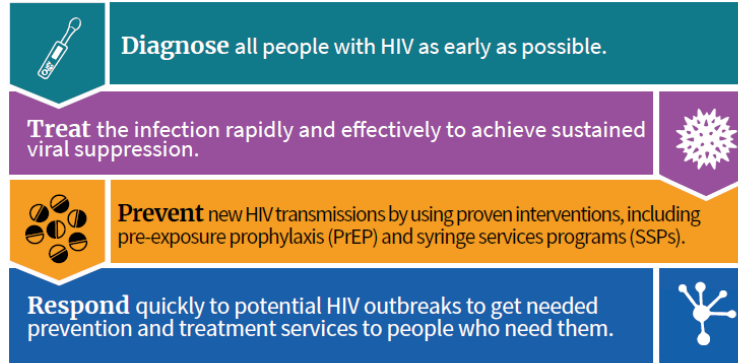 Diagnose all people with HIV as early as possible.
Treat the infection rapidly and effectively to achieve sustained
viral suppression.
Prevent new HIV transmissions by using proven interventions, including
pre-exposure prophylaxis (PrEP) and syringe services programs (SSPs).
Respond quickly to potential HIV outbreaks to get needed
prevention and treatment services to people who need them.